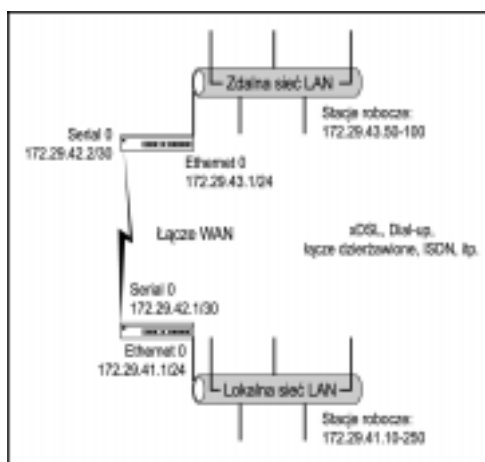 Zdalna sieć LAN
Stacje robocze:
172.29.43.50-100
Serial 0
172.29.42.2/30
Ethernet 0
172.29.43.1/24
Łącze WAN
xDSL, Dial-up,
łącze dzierżawione, ISDN, itp.
Serial 0
172.29.42.1/30
Ethernet 0
172.29.41.1/24
Lokalna sieć LAN
Stacje robocze:
172.29.41.10-250